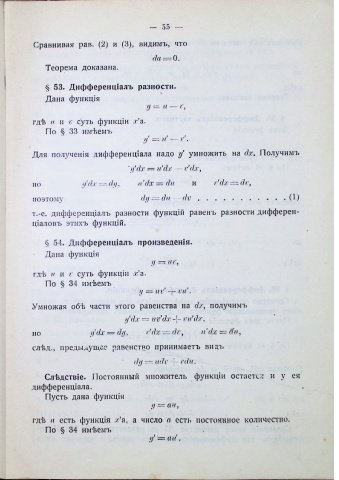 — 55 —
Сравнивая рав. (2) и (3), видимъ, что
da=0.
Теорема доказана.
§ 53. Дифференціалъ разности.
Дана функція
y = u — v,
гдѣ u и v суть функціи x'а.
По § 33 имѣемъ
y' = u' — v'.
Для полученія дифференціала надо y' умножить на dx. Получимъ
y'dx = u'dx — v'dx,
но y'dx = dy, u'dx = du и v'dx = dv,
поэтому dy = du — dv . . . . . . . . . . . (1)
т.-е. дифференціалъ разности функцій равенъ разности дифферен-
ціаловъ этихъ функцій.
§ 54. Дифференціалъ произведенія.
Дана функція
y = uv,
гдѣ u и v суть функціи x'а.
По § 34 имѣемъ
y = uv' + vu'.
Умножая обѣ части этого равенства на dx, получимъ
y'dx = uv'dx + vu'dx,
но y'dx = dy, v'dx = dv, u'dx = du,
слѣд., предыдущее равенство принимаетъ видъ
dy = udv + vdu.
Слѣдствіе. Постоянный множитель функціи остается и у ея
дифференціала.
Пусть дана функція
y = au,
гдѣ u есть функція x'а, а число a есть постоянное количество.
По § 34 имѣемъ
y' = au'.